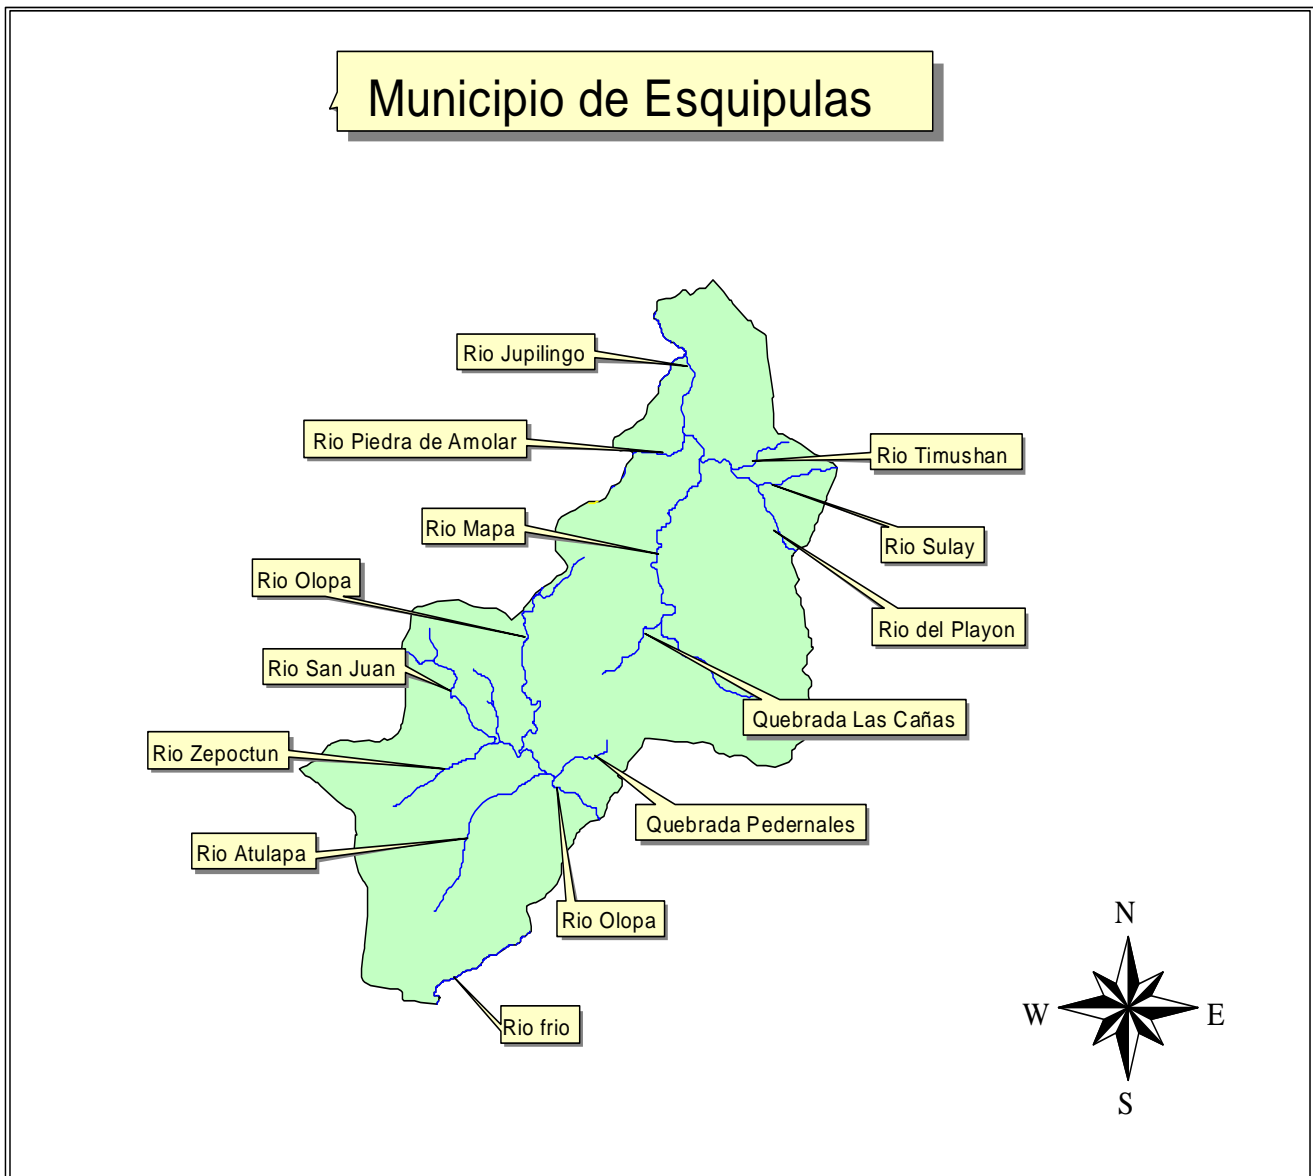 Municipio de Esquipulas
Rio Jupilingo
Rio Piedra de Amolar
Rio Timushan
Rio Mapa
Rio Sulay
Rio Olopa
Rio del Playon
Rio San Juan
Quebrada Las Cañas
Rio Zepoctun
Quebrada Pedernales
Rio Atulapa
Rio Olopa
Rio frio
N
W
E
S